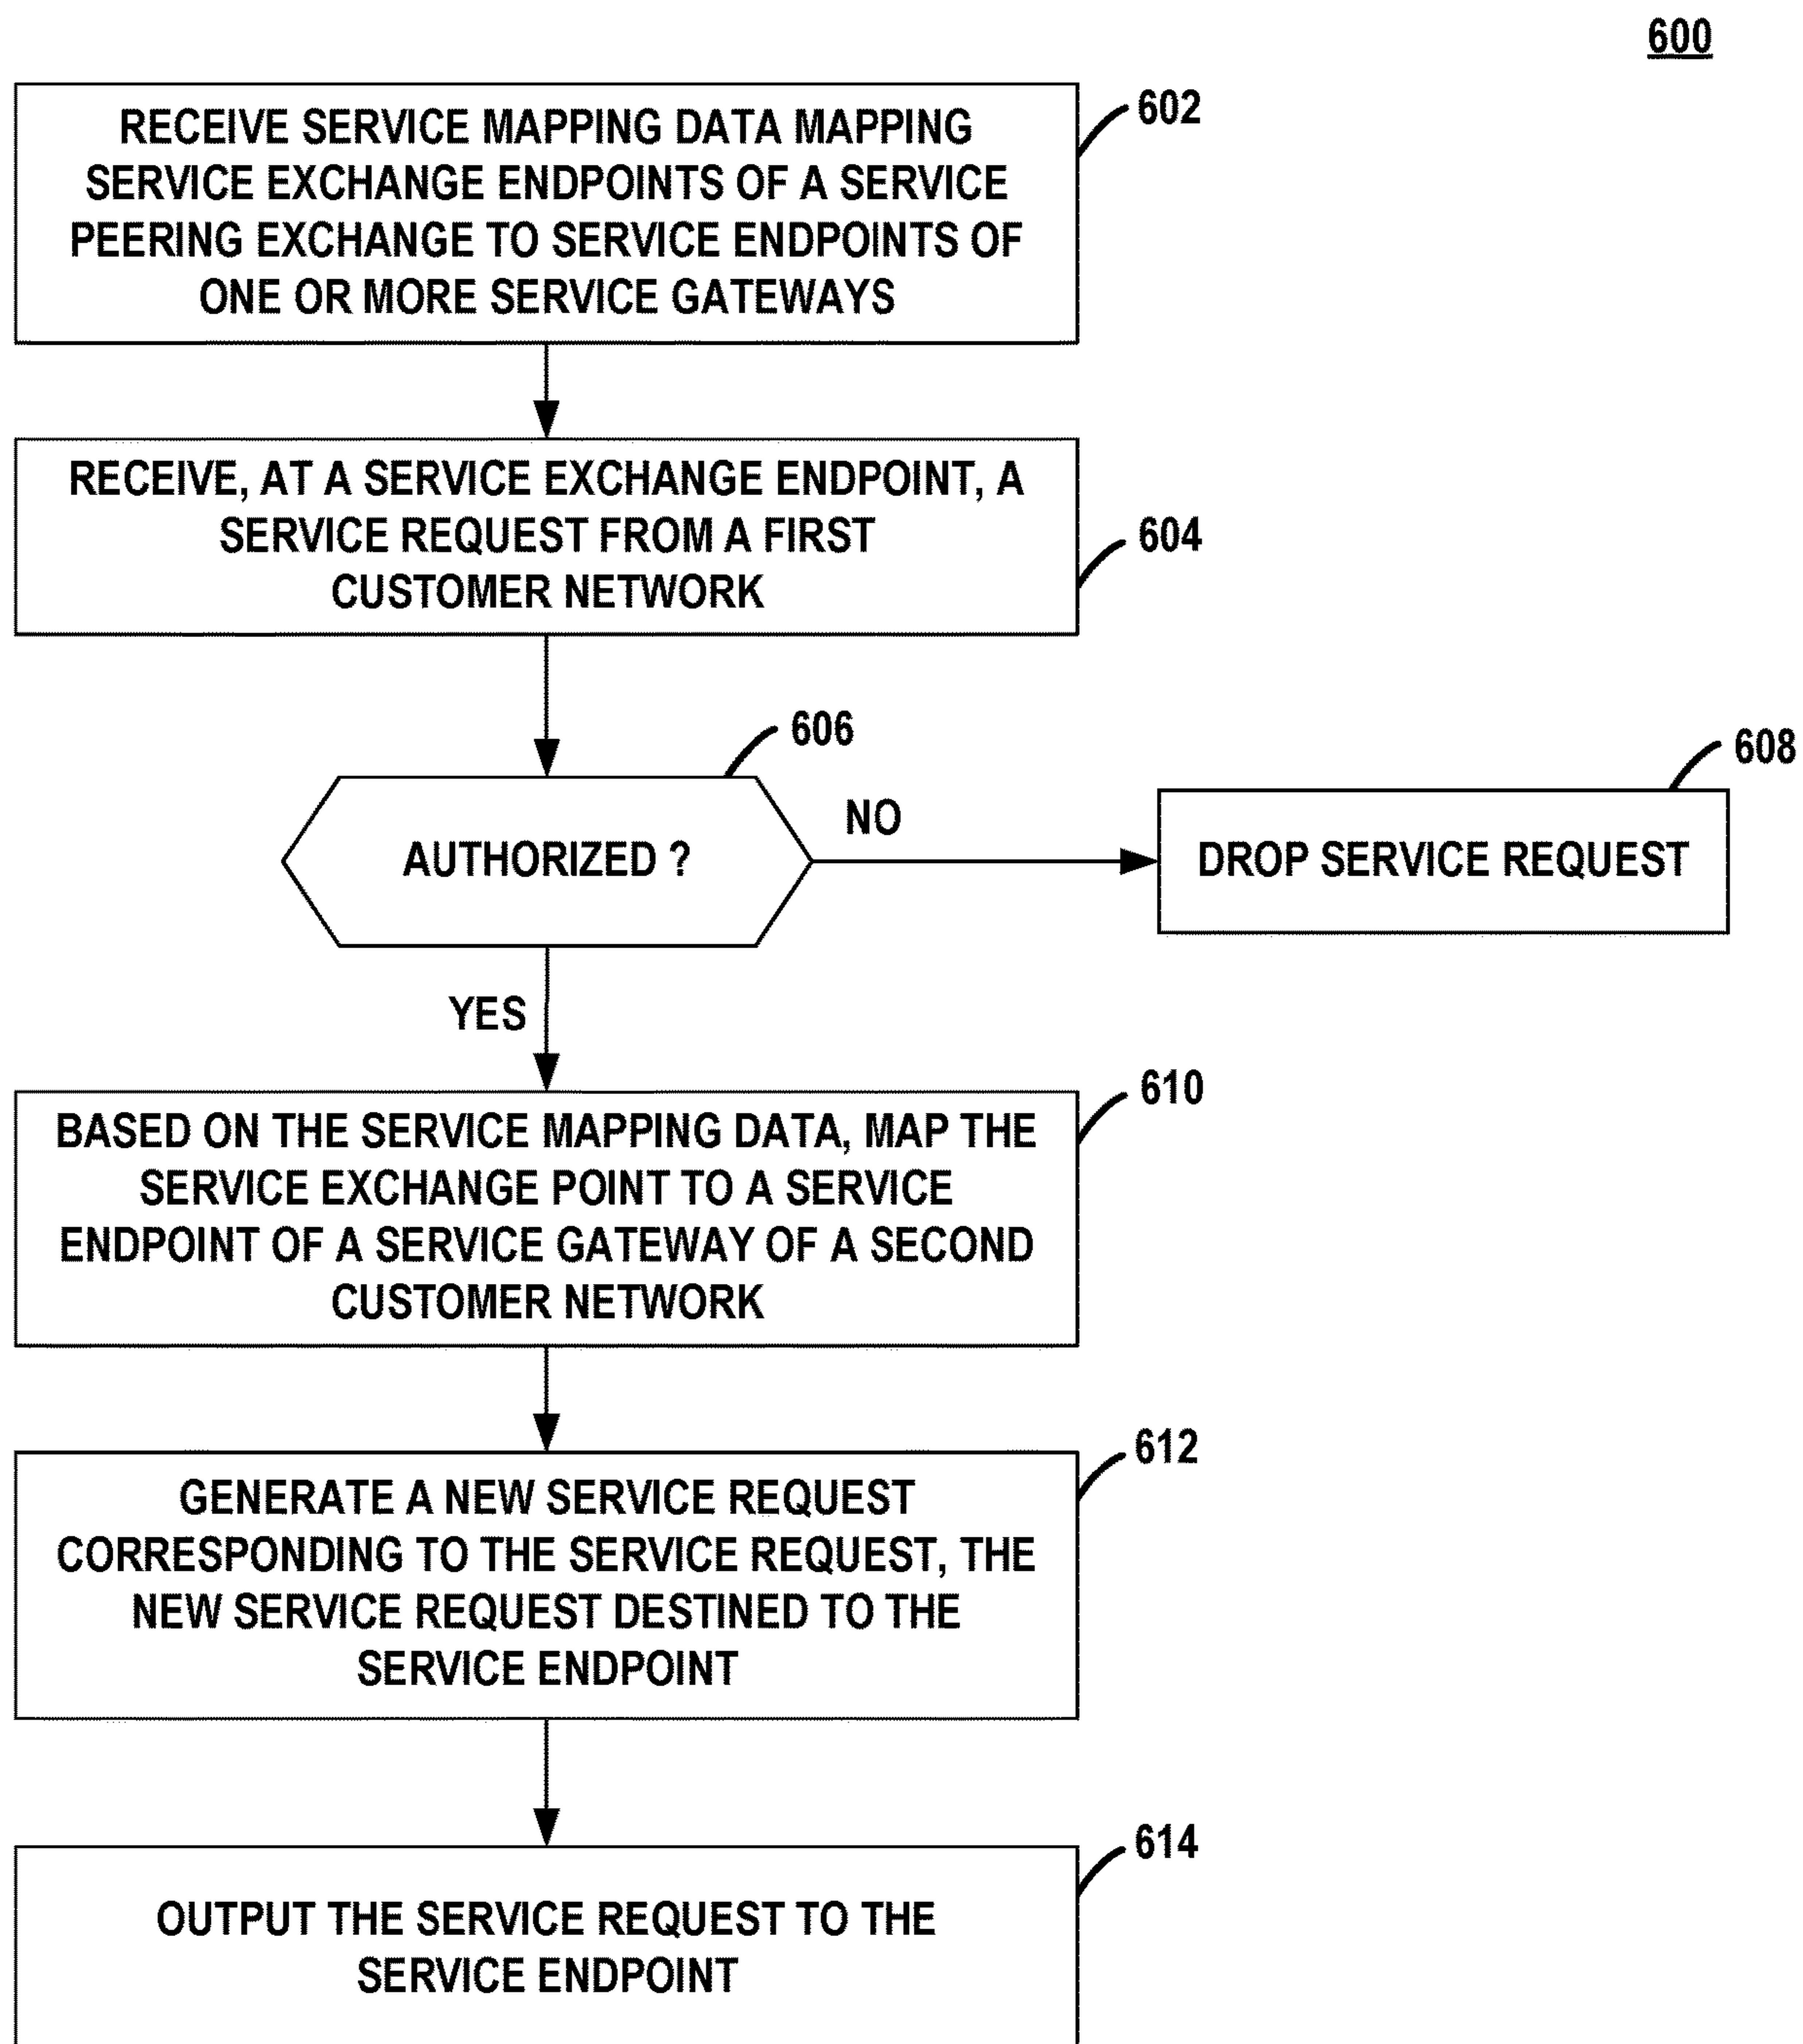 600
RECEIVE SERVICE MAPPING DATA MAPPING
SERVICE EXCHANGE ENDPOINTS OF A SERVICE
PEERING EXCHANGE TO SERVICE ENDPOINTS OF
ONE OR MORE SERVICE GATEWAYS
602
RECEIVE, AT A SERVICE EXCHANGE ENDPOINT, A
SERVICE REQUEST FROM A FIRST
CUSTOMER NETWORK
604
606
AUTHORIZED ?
NO
608
DROP SERVICE REQUEST
YES
610
BASED ON THE SERVICE MAPPING DATA, MAP THE
SERVICE EXCHANGE POINT TO A SERVICE
ENDPOINT OF A SERVICE GATEWAY OF A SECOND
CUSTOMER NETWORK
612
GENERATE A NEW SERVICE REQUEST
CORRESPONDING TO THE SERVICE REQUEST, THE
NEW SERVICE REQUEST DESTINED TO THE
SERVICE ENDPOINT
614
OUTPUT THE SERVICE REQUEST TO THE
SERVICE ENDPOINT